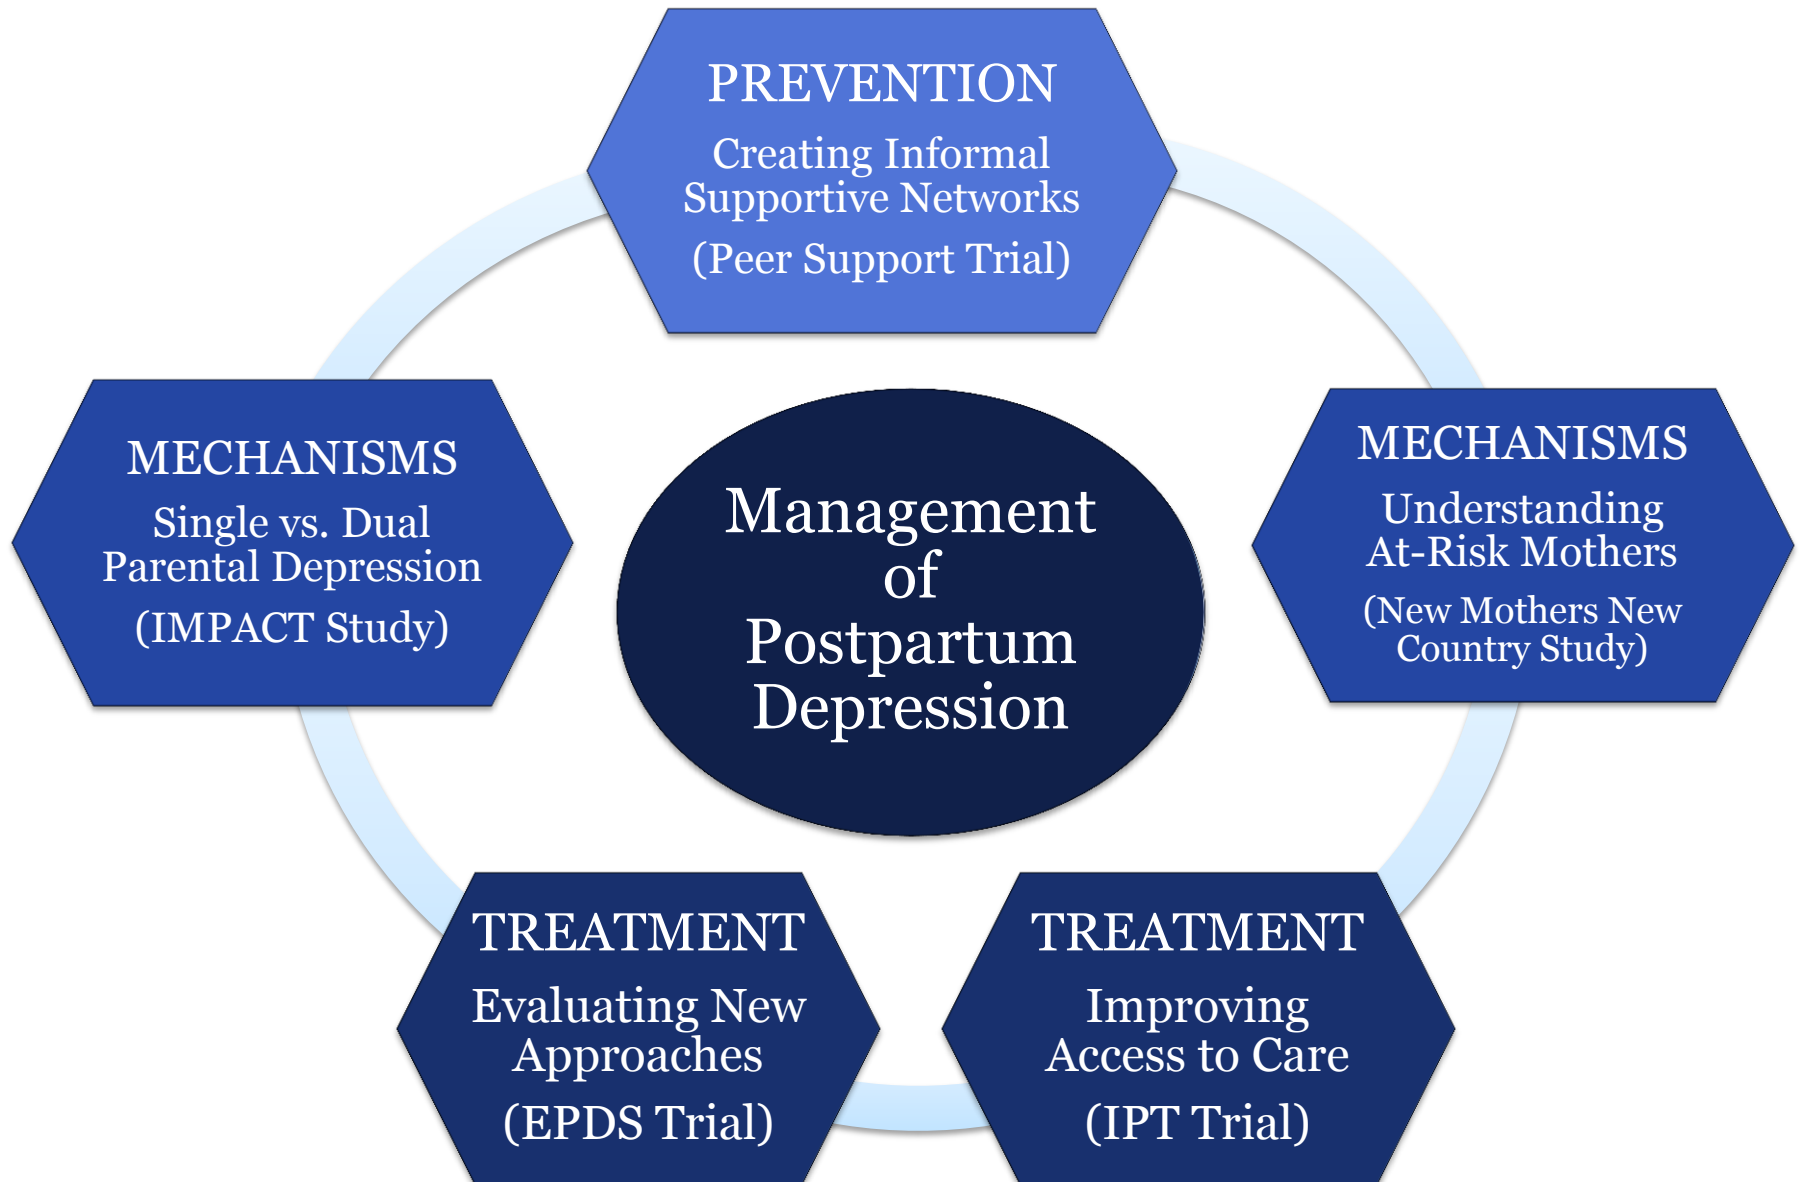 PREVENTION
Creating Informal
Supportive Networks
(Peer Support Trial)
MECHANISMS
Single vs. Dual
Parental Depression
(IMPACT Study)
Management
of
Postpartum
Depression
MECHANISMS
Understanding
At-Risk Mothers
(New Mothers New
Country Study)
TREATMENT
Evaluating New
Approaches
(EPDS Trial)
TREATMENT
Improving
Access to Care
(IPT Trial)